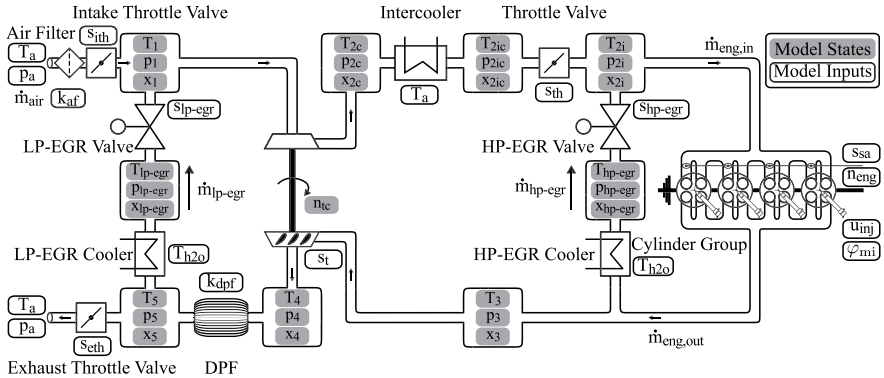 Intake Throttle Valve
Intercooler
Throttle Valve
Air Filter
s_ith
T_a
p_a
ṁ_air
k_af
T_1
p_1
x_1
T_2c
p_2c
x_2c
T_a
T_2ic
p_2ic
x_2ic
s_th
T_2i
p_2i
x_2i
ṁ_eng,in
Model States
Model Inputs
s_lp-egr
LP-EGR Valve
s_hp-egr
HP-EGR Valve
T_lp-egr
p_lp-egr
x_lp-egr
ṁ_lp-egr
n_tc
ṁ_hp-egr
T_hp-egr
p_hp-egr
x_hp-egr
s_sa
n_eng
u_inj
φ_mi
LP-EGR Cooler
T_h2o
s_t
HP-EGR Cooler
T_h2o
Cylinder Group
T_a
p_a
s_eth
T_5
p_5
x_5
k_dpf
T_4
p_4
x_4
T_3
p_3
x_3
ṁ_eng,out
Exhaust Throttle Valve
DPF